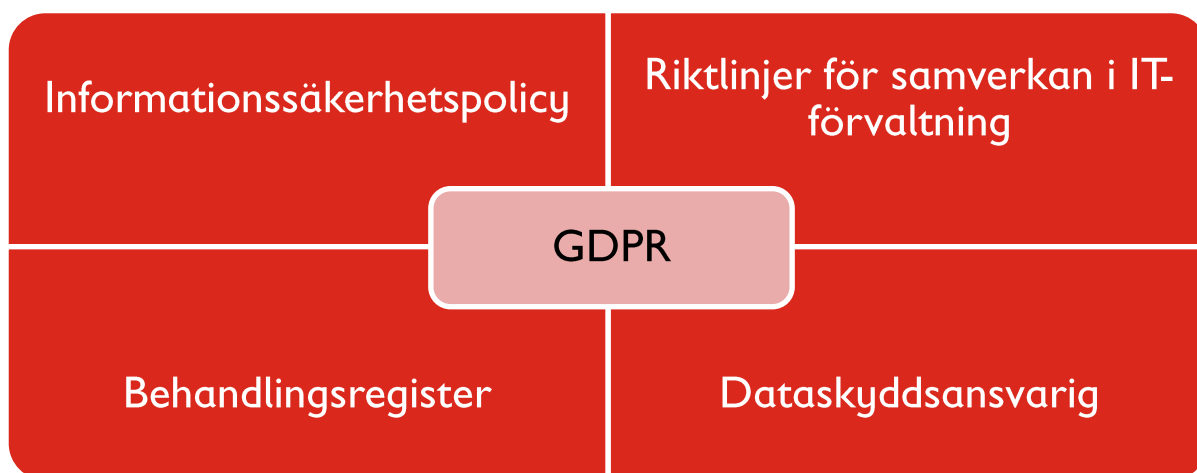 Informationssäkerhetspolicy
Riktlinjer för samverkan i IT-
förvaltning
GDPR
Behandlingsregister
Dataskyddsansvarig